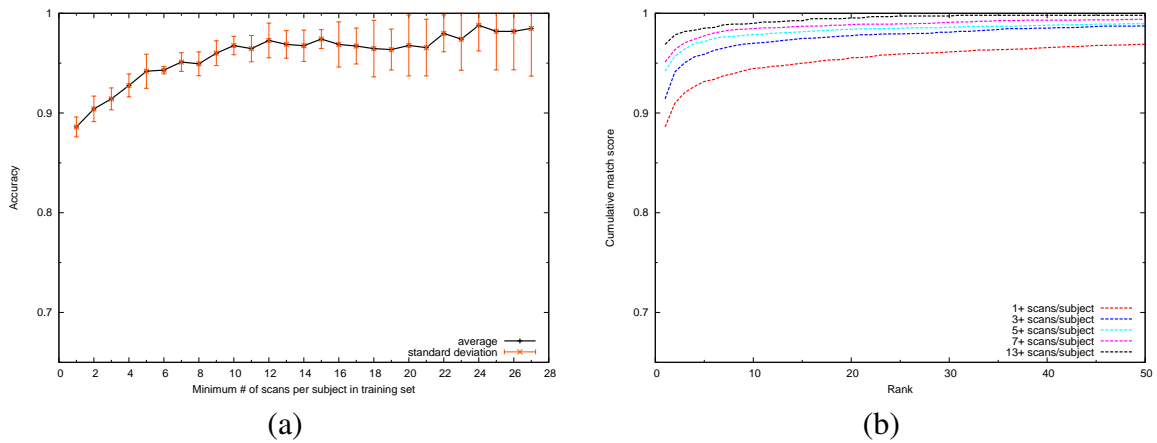 1
0.9
0.8
0.7
Accuracy
0 2 4 6 8 10 12 14 16 18 20 22 24 26 28
Minimum # of scans per subject in training set
average
standard deviation
(a)
1
0.9
0.8
0.7
Cumulative match score
0 10 20 30 40 50
Rank
1+ scans/subject
3+ scans/subject
5+ scans/subject
7+ scans/subject
13+ scans/subject
(b)